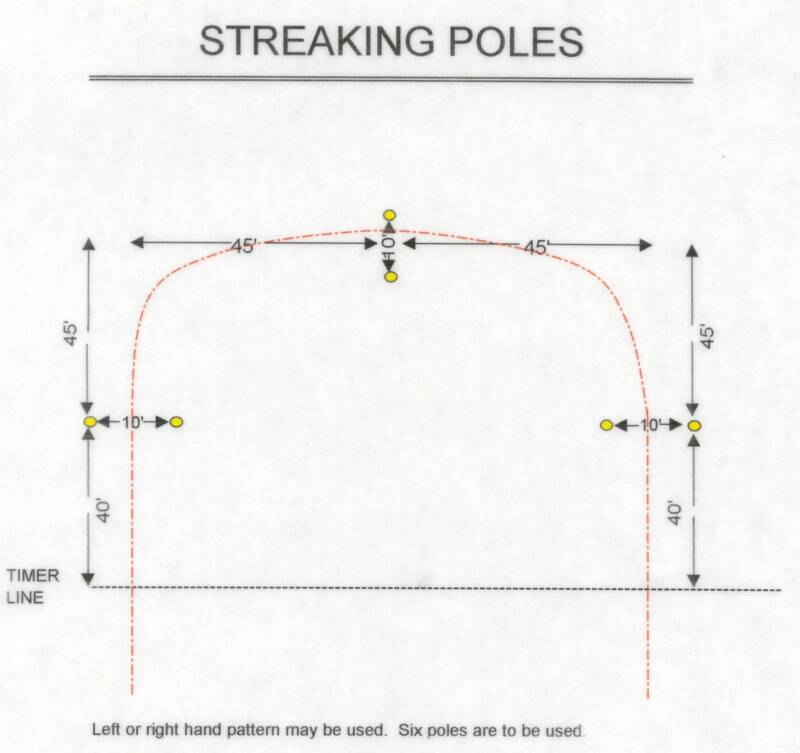 STREAKING POLES
45'
10'
45'
45'
45'
10'
10'
40'
40'
TIMER
LINE
Left or right hand pattern may be used. Six poles are to be used.